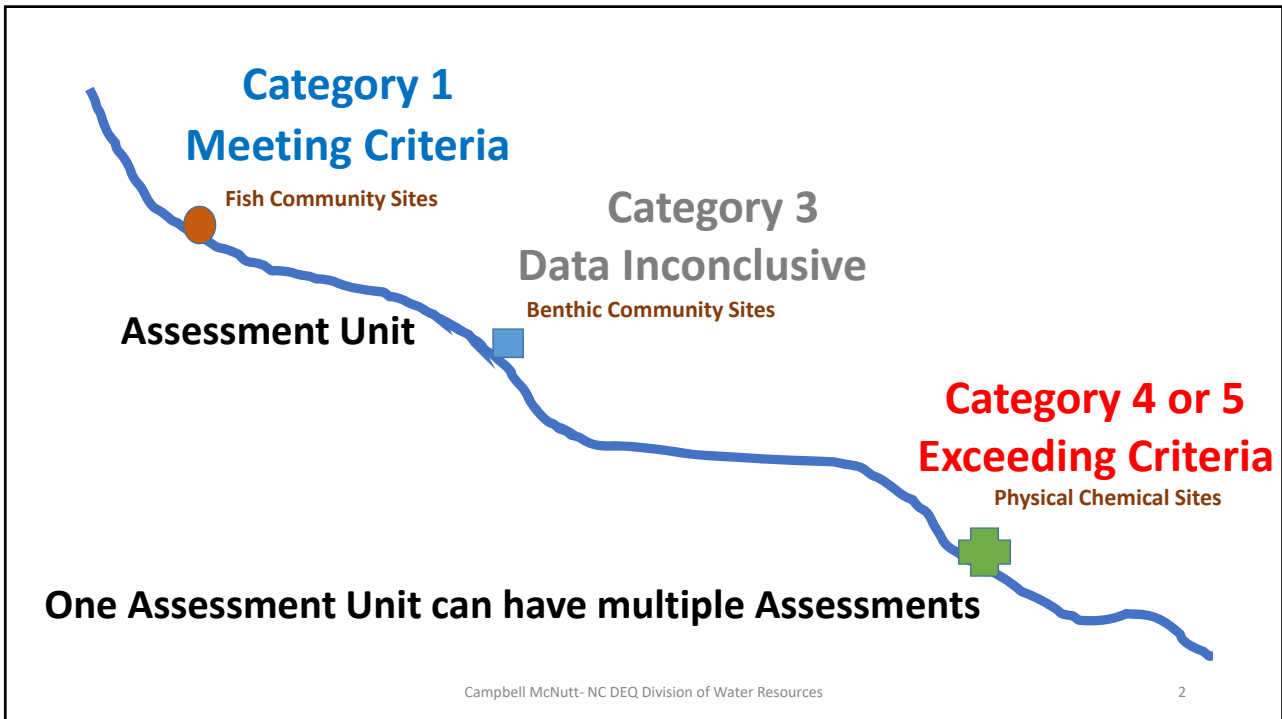 Category 1
Meeting Criteria
Fish Community Sites
Category 3
Data Inconclusive
Benthic Community Sites
Assessment Unit
Category 4 or 5
Exceeding Criteria
Physical Chemical Sites
One Assessment Unit can have multiple Assessments
Campbell McNutt- NC DEQ Division of Water Resources
2